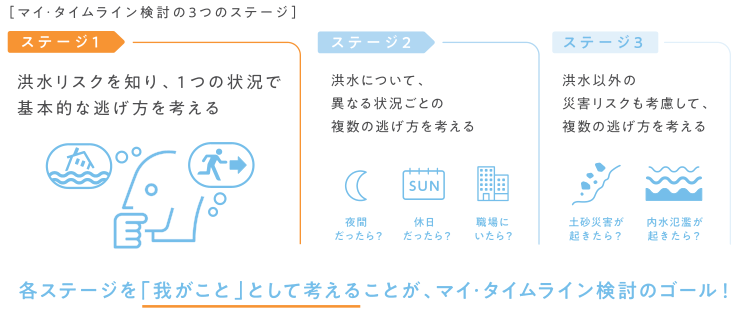 [マイ・タイムライン検討の3つのステージ]
ステージ1
洪水リスクを知り、1つの状況で
基本的な逃げ方を考える
ステージ2
洪水について、
異なる状況ごとの
複数の逃げ方を考える
SUN
夜間
だったら?
休日
だったら?
職場に
いたら?
ステージ3
洪水以外の
災害リスクも考慮して、
複数の逃げ方を考える
土砂災害が
起きたら?
内水氾濫が
起きたら?
各ステージを「我がこと」として考えることが、マイ・タイムライン検討のゴール!